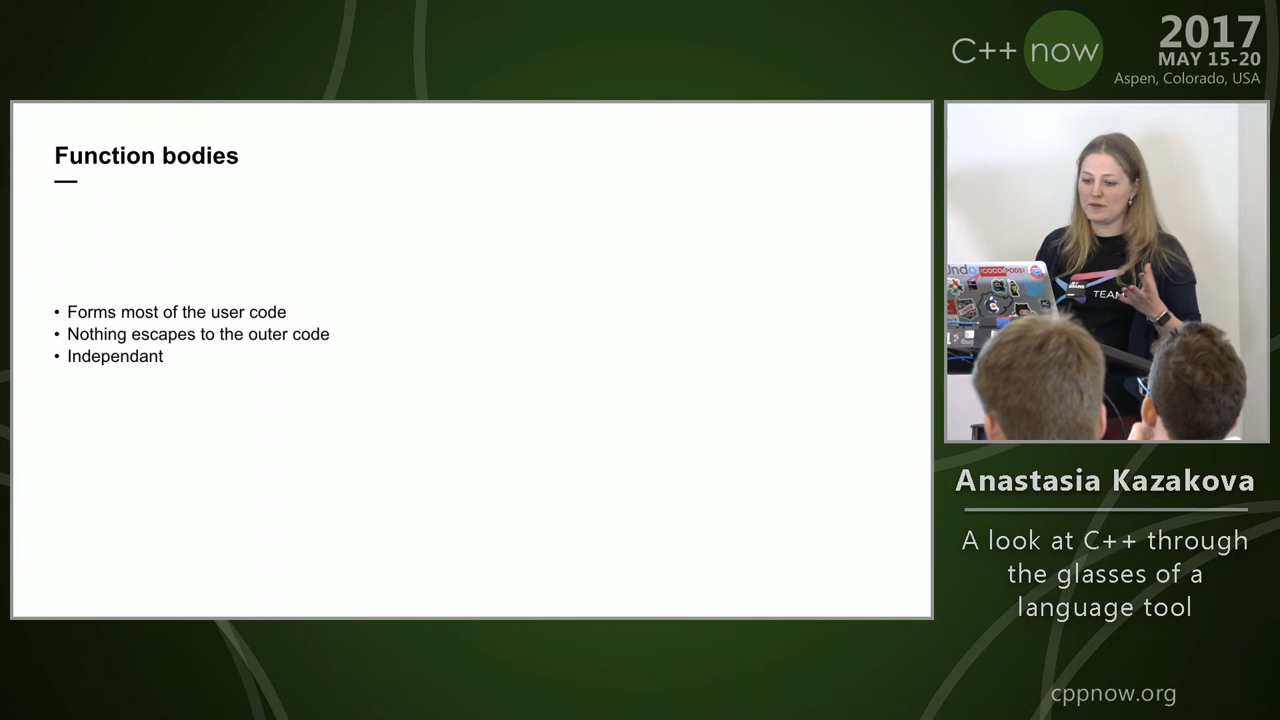 C++ now
2017
MAY 15-20
Aspen, Colorado, USA
Function bodies
• Forms most of the user code
• Nothing escapes to the outer code
• Independant
TEAM
Anastasia Kazakova
A look at C++ through
the glasses of a
language tool
cppnow.org